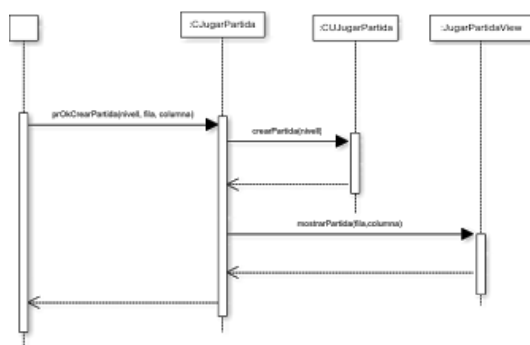 :CJugarPartida
:CUJugarPartida
:JugarPartidaView
prOkCrearPartida(nivell, fila, columna)
crearPartida(nivell)
mostrarPartida(fila,columna)